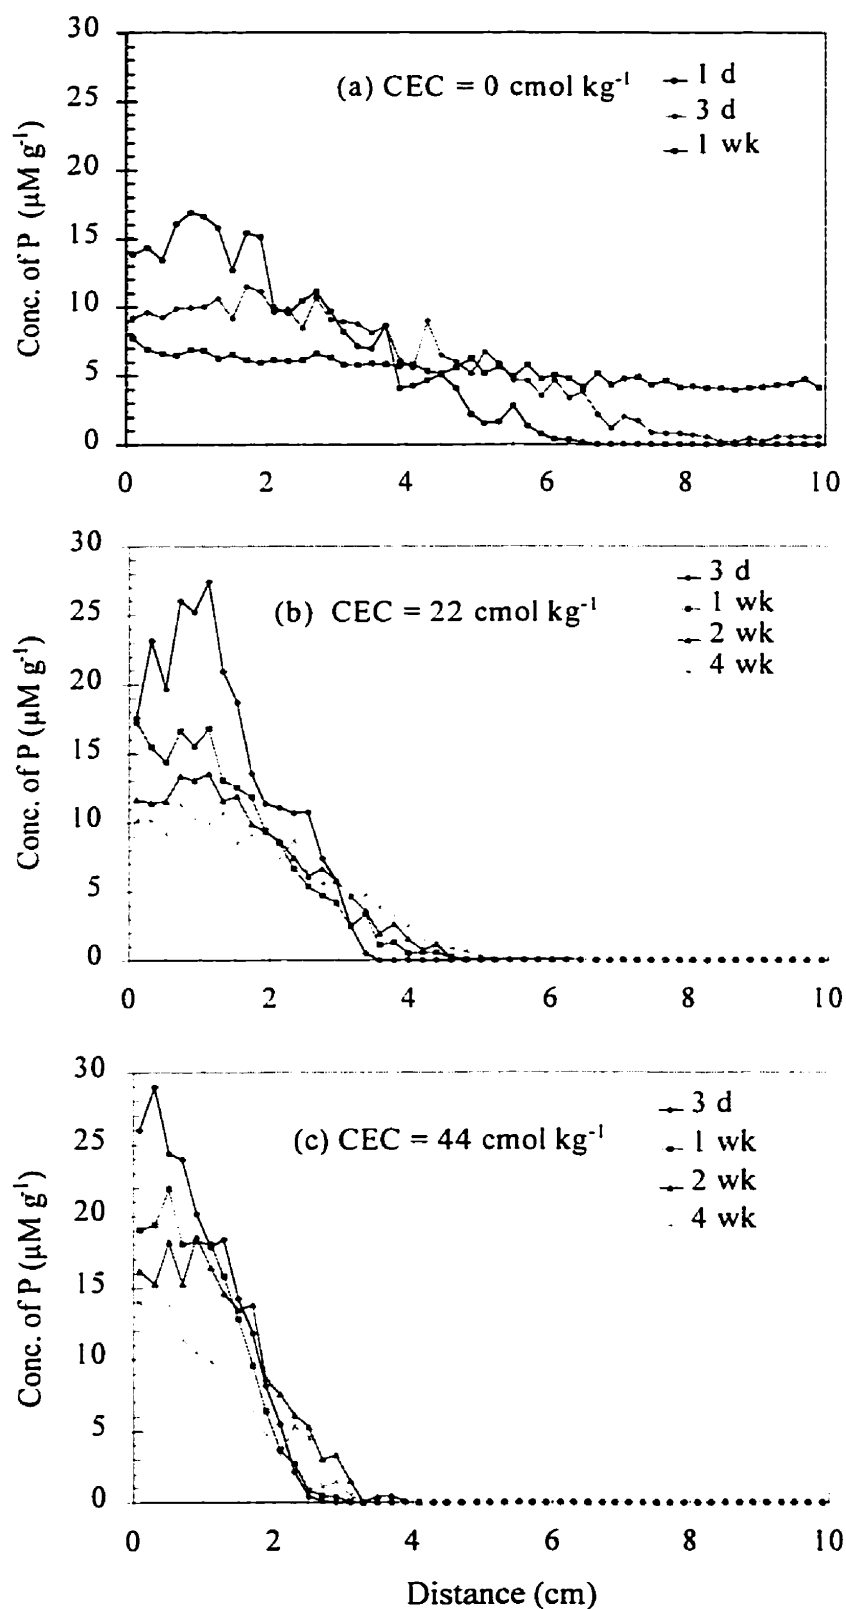 30
(a) CEC = 0 cmol kg⁻¹
1 d
3 d
1 wk
25
20
15
10
5
0
Conc. of P (μM g⁻¹)
0 2 4 6 8 10
30
(b) CEC = 22 cmol kg⁻¹
3 d
1 wk
2 wk
4 wk
25
20
15
10
5
0
Conc. of P (μM g⁻¹)
0 2 4 6 8 10
30
(c) CEC = 44 cmol kg⁻¹
3 d
1 wk
2 wk
4 wk
25
20
15
10
5
0
Conc. of P (μM g⁻¹)
0 2 4 6 8 10
Distance (cm)